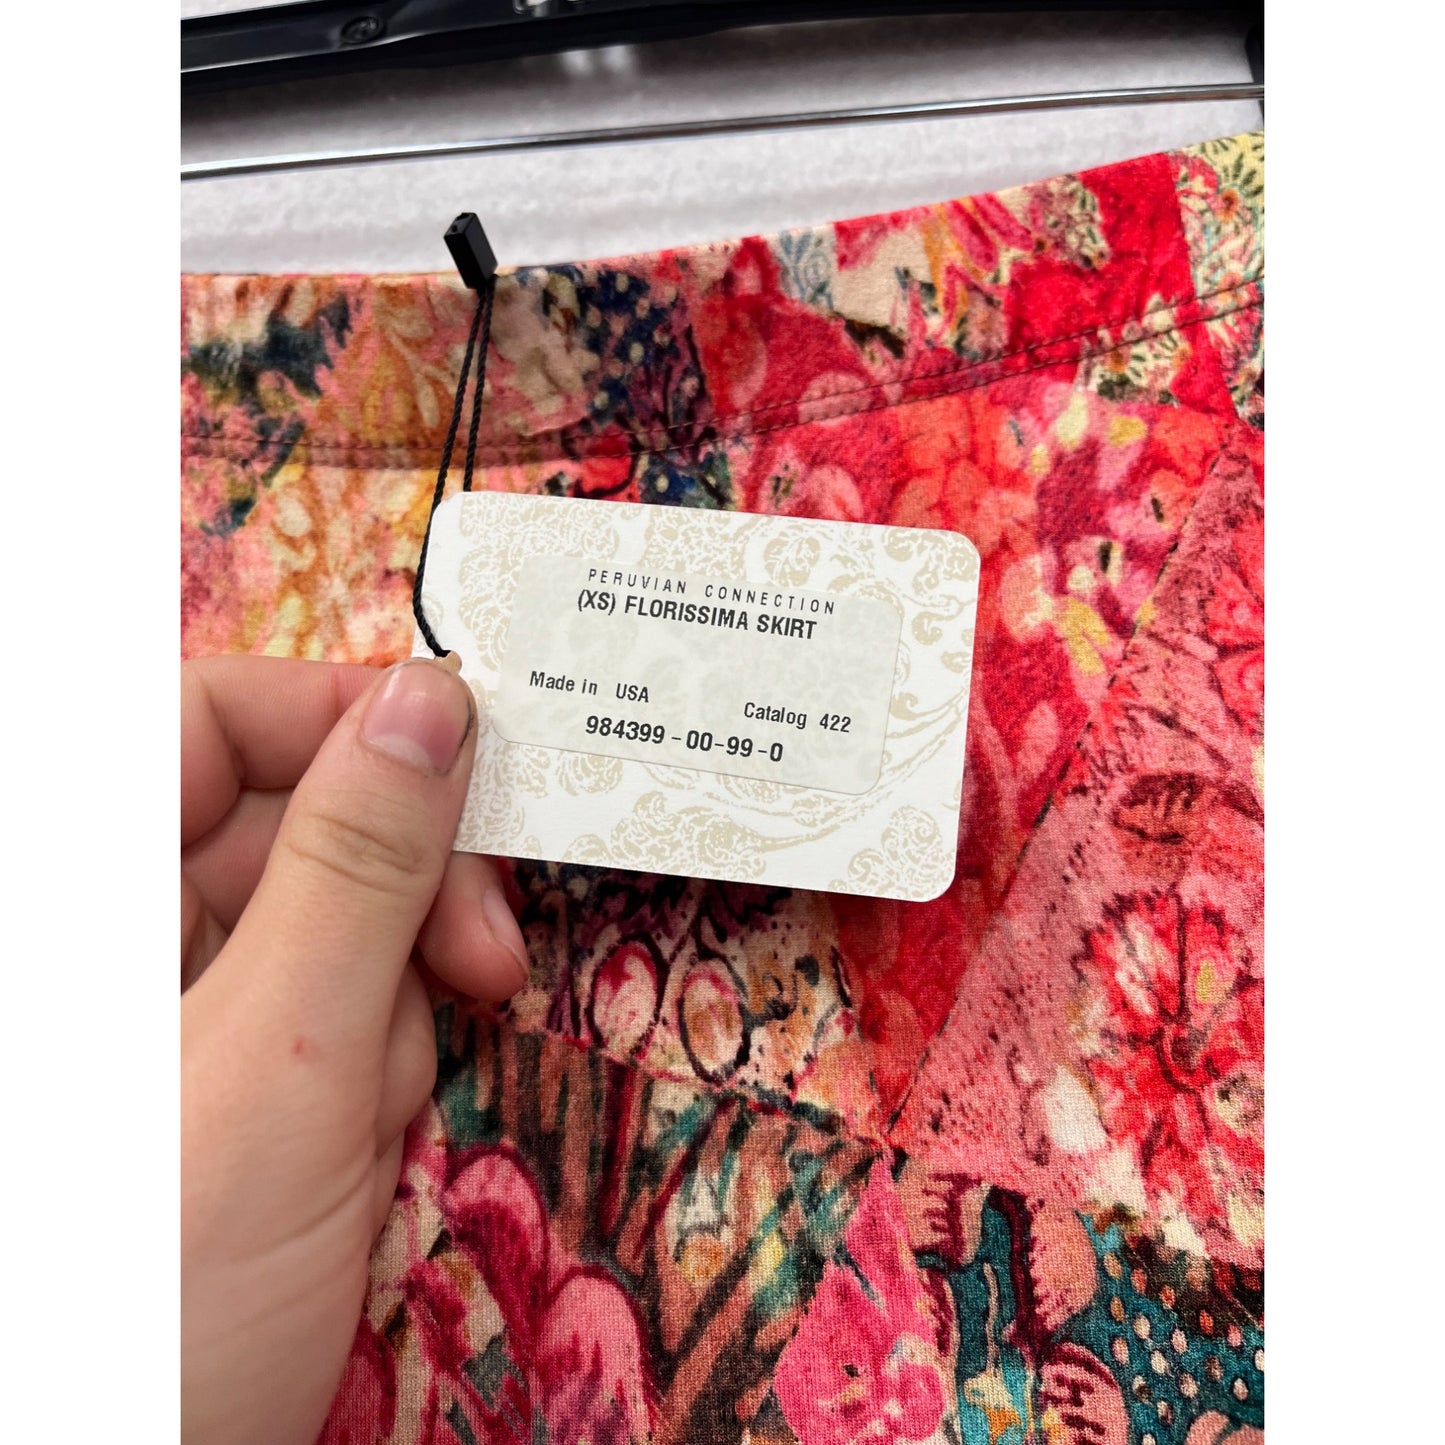 PERUVIAN CONNECTION
(XS) FLORISSIMA SKIRT
Made in USA
Catalog 422
984399-00-99-0